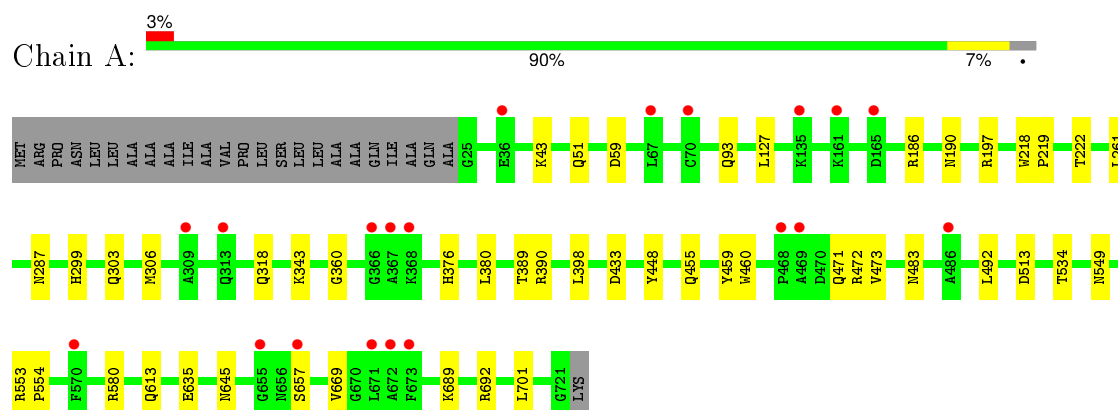 3%
Chain A:
90%
7%
•
MET ARG PRO ASN LEU LEU ALA ALA ALA ILE ALA VAL PRO LEU SER LEU LEU ALA ALA GLN ILE ALA GLN ALA G25 E36 K43 Q51 D59 L67 C70 Q93 L127 K135 K161 D165 R186 N190 R197 W218 P219 T222 L261
N287 H299 Q303 M306 A309 Q313 Q318 K343 G360 G366 A367 K368 H376 L380 T389 R390 L398 D433 Y448 Q455 Y459 W460 P468 A469 D470 Q471 R472 V473 N483 A486 L492 D513 T534 N549
R553 P554 F570 R580 Q613 E635 N645 G655 N656 S657 V669 G670 L671 A672 F673 K689 R692 L701 G721 LYS